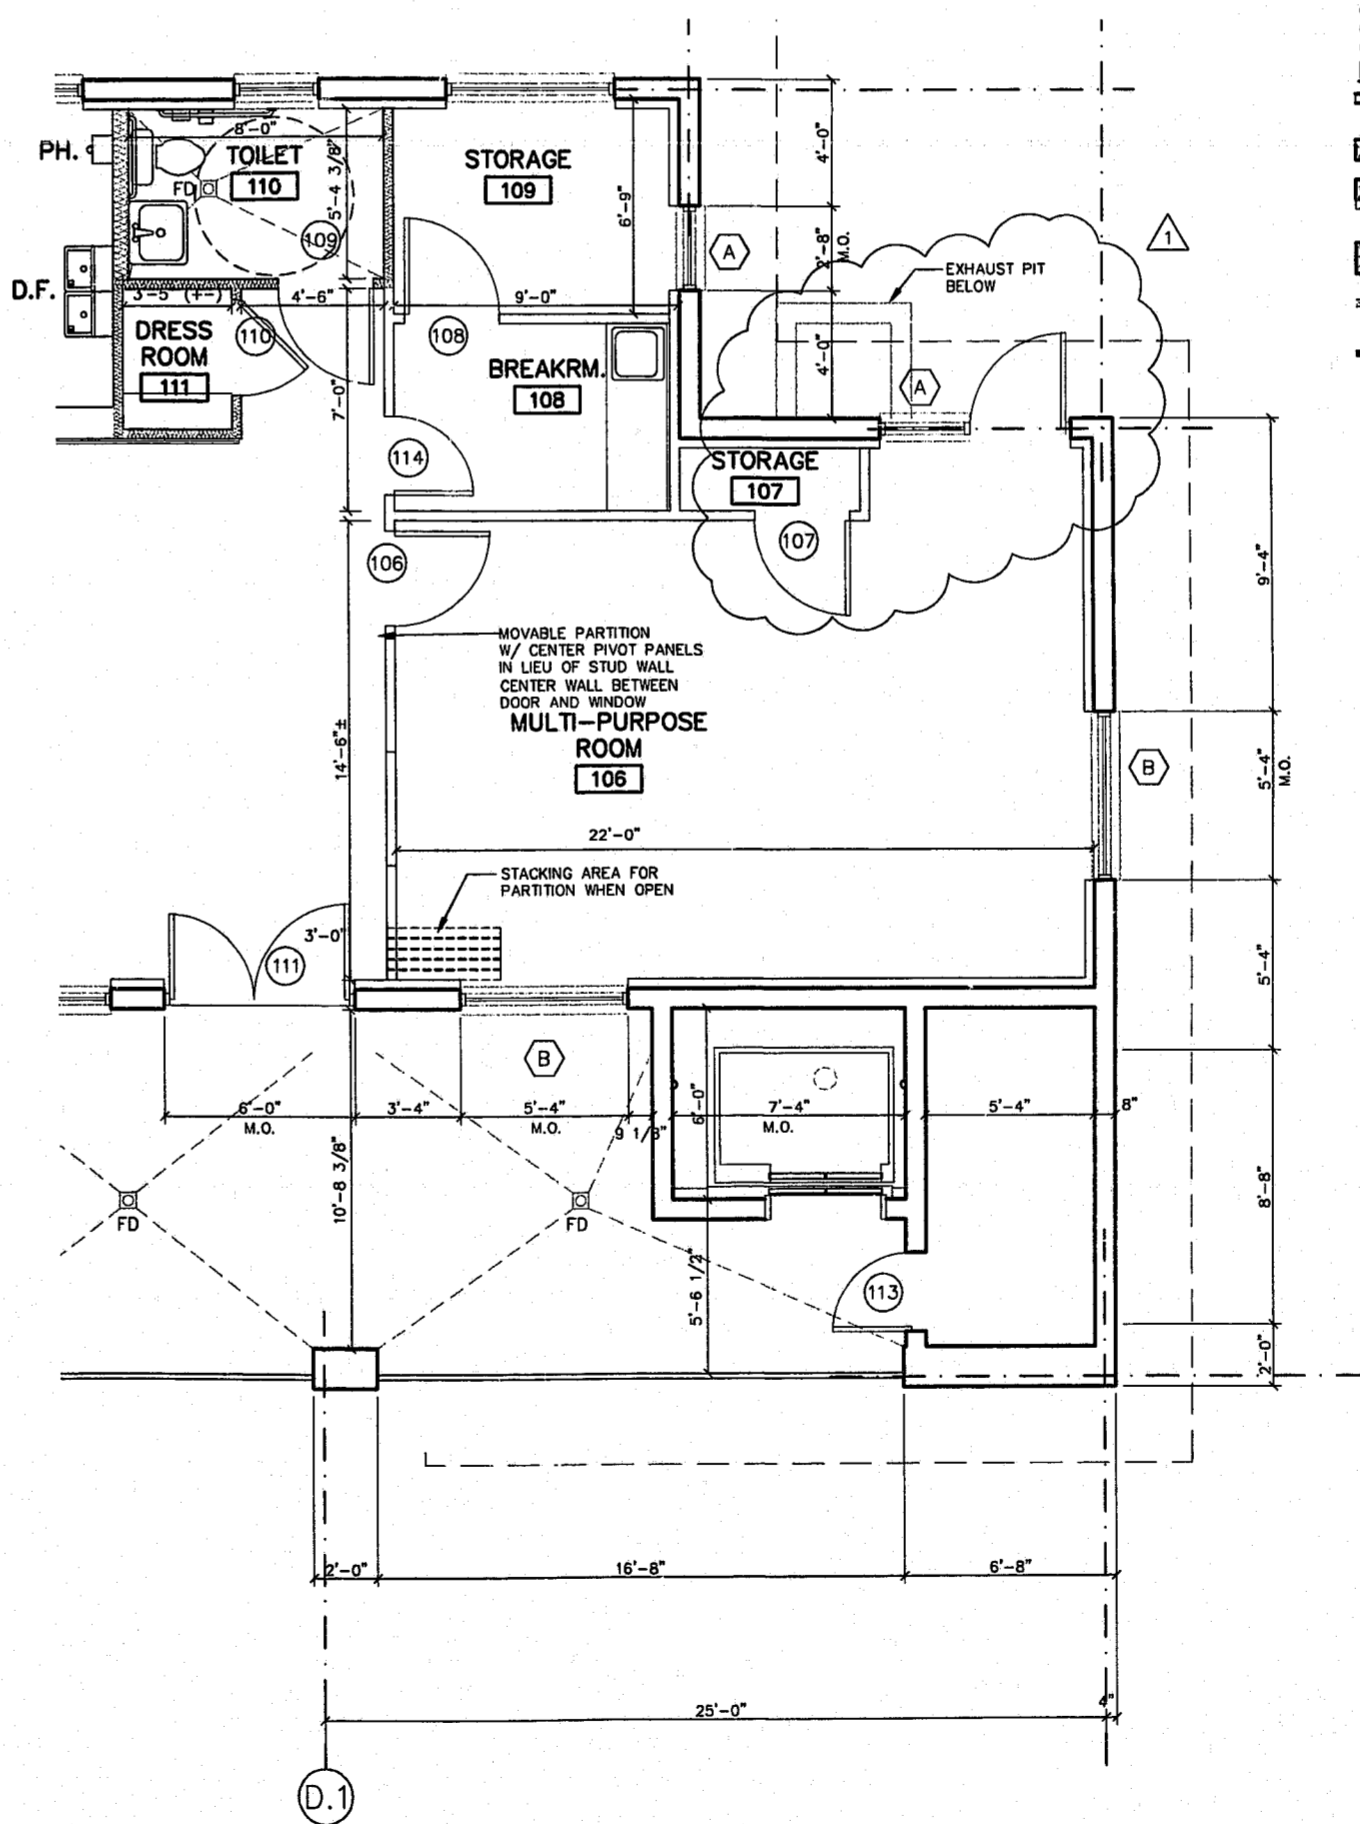 4'-0"
8'-0"
PH.
TOILET
110
STORAGE
109
5'-4 3/8"
FD
6'-9"
109
A
2'-8"
M.O.
1
EXHAUST PIT
BELOW
D.F.
3'-5 (+-)
4'-6"
9'-0"
DRESS
ROOM
111
110
108
BREAKRM.
108
4'-0"
A
7'-0"
114
STORAGE
107
107
106
9'-4"
MOVABLE PARTITION
W/ CENTER PIVOT PANELS
IN LIEU OF STUD WALL
CENTER WALL BETWEEN
DOOR AND WINDOW
MULTI-PURPOSE
ROOM
106
14'-6"±
B
5'-4"
M.O.
22'-0"
STACKING AREA FOR
PARTITION WHEN OPEN
3'-0"
111
5'-4"
B
6'-0"
M.O.
3'-4"
5'-4"
M.O.
9 1/8"
6'-0"
7'-4"
M.O.
5'-4"
8"
10'-8 3/8"
FD
FD
8'-8"
5'-6 1/2"
113
2'-0"
2'-0"
16'-8"
6'-8"
25'-0"
4"
D.1